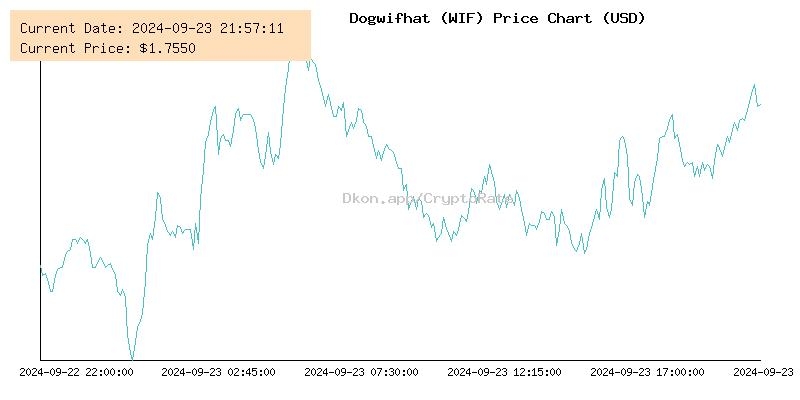 Dogwifhat (WIF) Price Chart (USD)
Current Date: 2024-09-23 21:57:11
Current Price: $1.7550
Dkon.app/CryptoRate
2024-09-22 22:00:00
2024-09-23 02:45:00
2024-09-23 07:30:00
2024-09-23 12:15:00
2024-09-23 17:00:00
2024-09-23